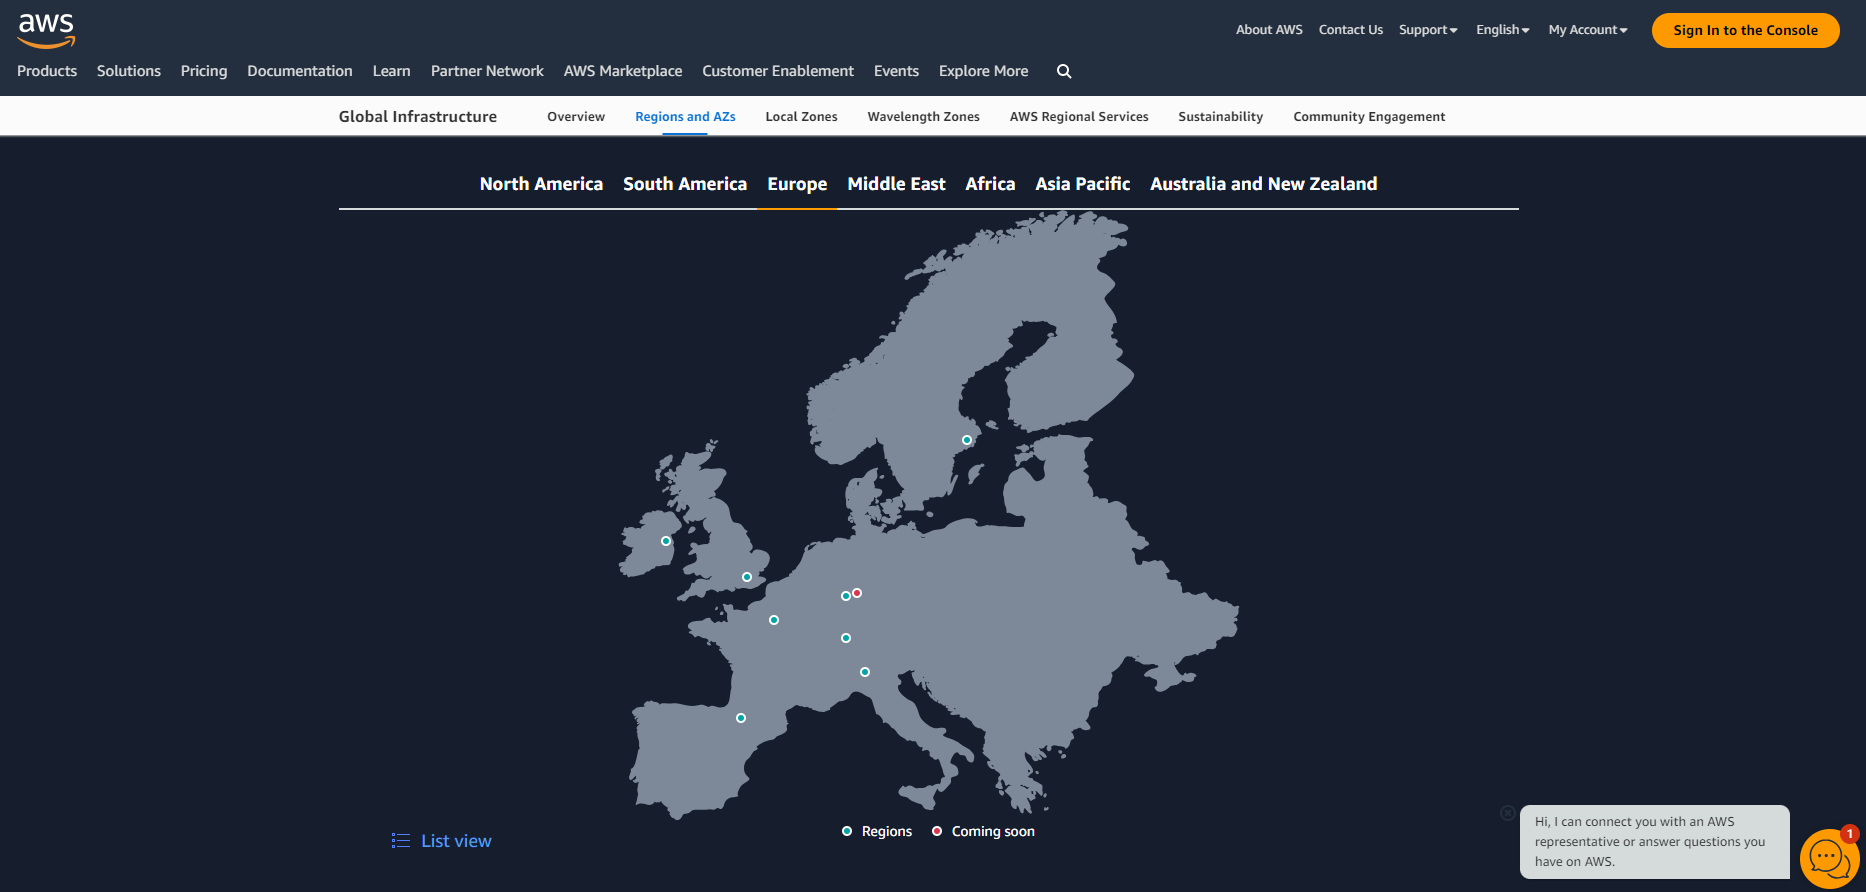 aws
About AWS Contact Us Support English My Account Sign In to the Console
Products Solutions Pricing Documentation Learn Partner Network AWS Marketplace Customer Enablement Events Explore More
Global Infrastructure Overview Regions and AZs Local Zones Wavelength Zones AWS Regional Services Sustainability Community Engagement
North America South America Europe Middle East Africa Asia Pacific Australia and New Zealand
Regions Coming soon
List view
Hi, I can connect you with an AWS
representative or answer questions you
have on AWS.
1